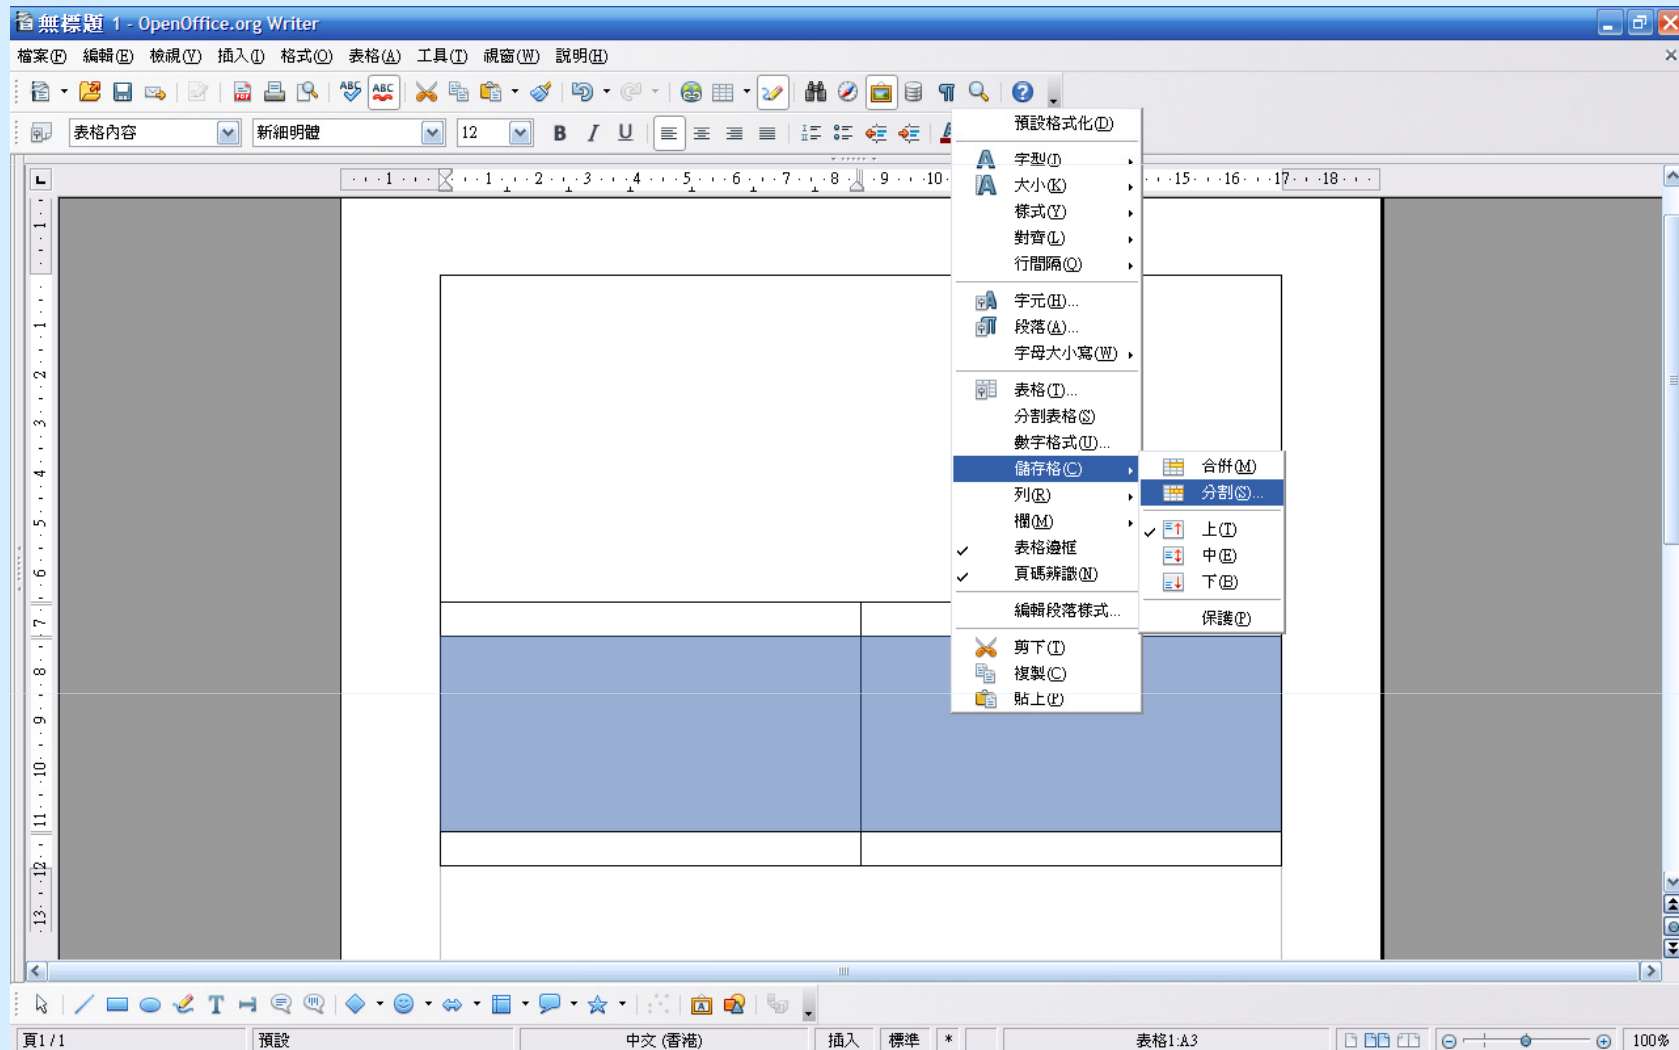 無標題 1 - OpenOffice.org Writer
檔案(F) 編輯(E) 檢視(V) 插入(I) 格式(O) 表格(A) 工具(T) 視窗(W) 說明(H)
表格內容 新細明體 12 B I U
預設格式化(D)
字型(J)
大小(K)
樣式(Y)
對齊(L)
行間隔(Q)
字元(H)...
段落(A)...
字母大小寫(W)
表格(T)...
分割表格(S)
數字格式(U)...
儲存格(C)
列(R)
欄(M)
表格邊框
頁碼辨識(N)
編輯段落樣式...
剪下(T)
複製(C)
貼上(P)
合併(M)
分割(S)...
上(T)
中(E)
下(B)
保護(P)
頁1 / 1 預設 中文 (香港) 插入 標準 * 表格1:A3 100%